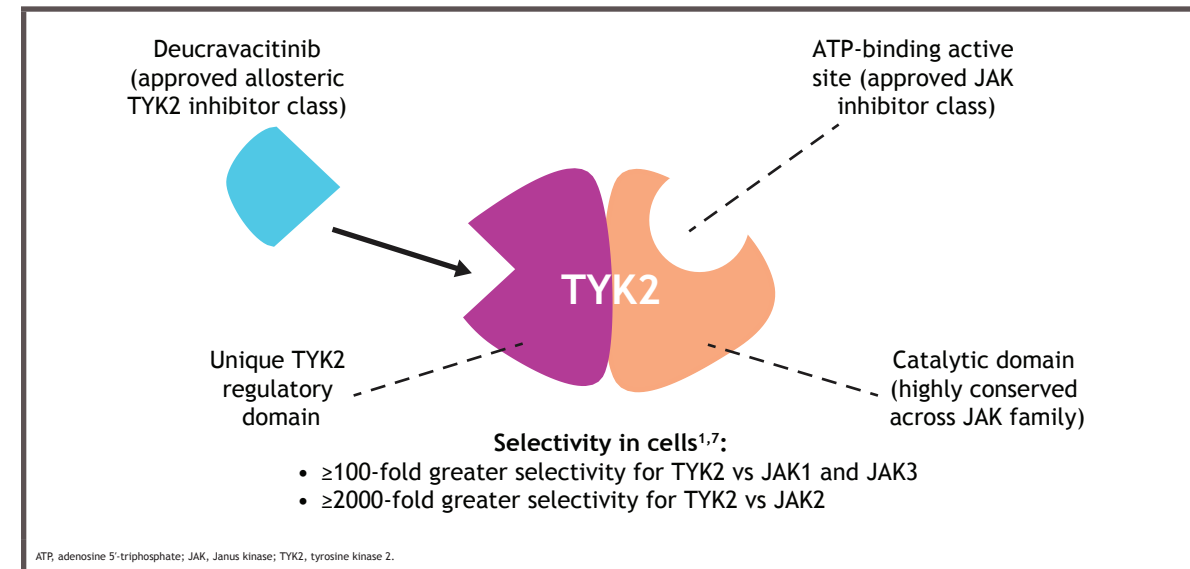 Deucravacitinib
(approved allosteric
TYK2 inhibitor class)
ATP-binding active
site (approved JAK
inhibitor class)
TYK2
Unique TYK2
regulatory
domain
Catalytic domain
(highly conserved
across JAK family)
Selectivity in cells1,7:
• ≥100-fold greater selectivity for TYK2 vs JAK1 and JAK3
• ≥2000-fold greater selectivity for TYK2 vs JAK2
ATP, adenosine 5′-triphosphate; JAK, Janus kinase; TYK2, tyrosine kinase 2.